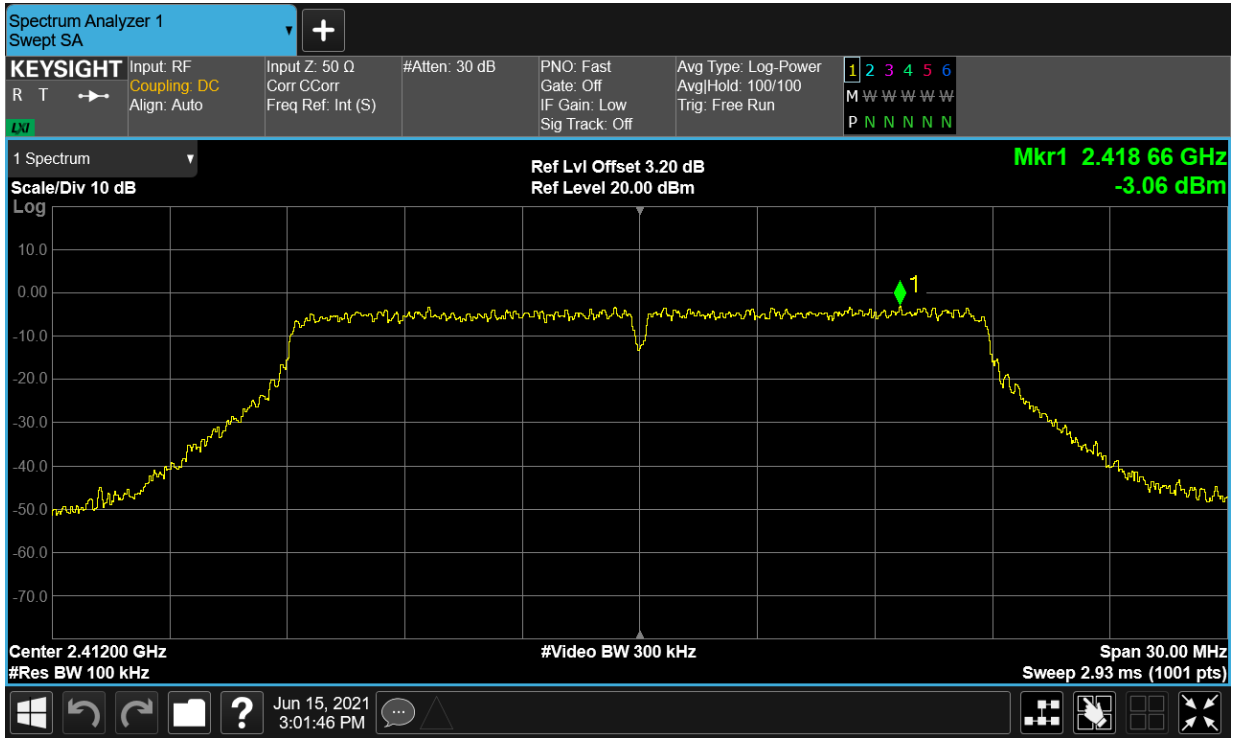 Spectrum Analyzer 1
Swept SA
KEYSIGHT
R T
LXI
Input: RF
Coupling: DC
Align: Auto
Input Z: 50 Ω
Corr CCorr
Freq Ref: Int (S)
#Atten: 30 dB
PNO: Fast
Gate: Off
IF Gain: Low
Sig Track: Off
Avg Type: Log-Power
Avg|Hold: 100/100
Trig: Free Run
1 2 3 4 5 6
M W W W W W
P N N N N N
1 Spectrum
Scale/Div 10 dB
Log
Ref Lvl Offset 3.20 dB
Ref Level 20.00 dBm
Mkr1 2.418 66 GHz
-3.06 dBm
10.0
0.00
-10.0
-20.0
-30.0
-40.0
-50.0
-60.0
-70.0
1
Center 2.41200 GHz
#Res BW 100 kHz
#Video BW 300 kHz
Span 30.00 MHz
Sweep 2.93 ms (1001 pts)
?
Jun 15, 2021
3:01:46 PM